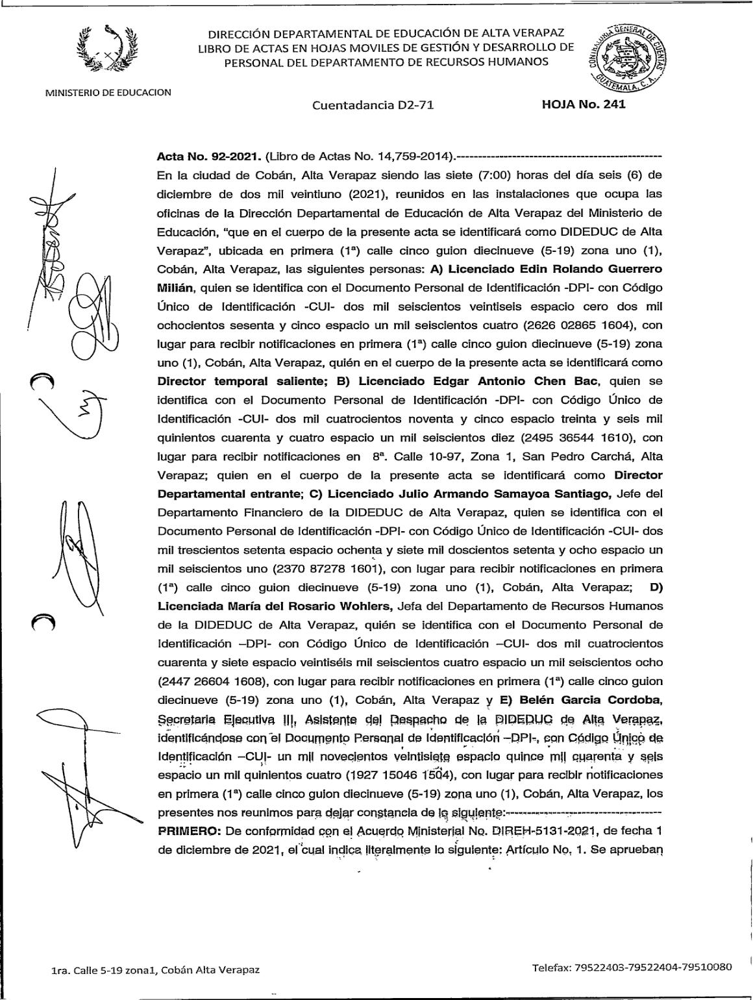 DIRECCIÓN DEPARTAMENTAL DE EDUCACIÓN DE ALTA VERAPAZ
LIBRO DE ACTAS EN HOJAS MOVILES DE GESTIÓN Y DESARROLLO DE
PERSONAL DEL DEPARTAMENTO DE RECURSOS HUMANOS
CONTRALORIA GENERAL DE CUENTAS
GUATEMALA, C. A.
MINISTERIO DE EDUCACION
Cuentadancia D2-71
HOJA No. 241
Acta No. 92-2021. (Libro de Actas No. 14,759-2014).------------------------------------------------
En la ciudad de Cobán, Alta Verapaz siendo las siete (7:00) horas del día seis (6) de
diciembre de dos mil veintiuno (2021), reunidos en las instalaciones que ocupa las
oficinas de la Dirección Departamental de Educación de Alta Verapaz del Ministerio de
Educación, “que en el cuerpo de la presente acta se identificará como DIDEDUC de Alta
Verapaz”, ubicada en primera (1ª) calle cinco guion diecinueve (5-19) zona uno (1),
Cobán, Alta Verapaz, las siguientes personas: A) Licenciado Edin Rolando Guerrero
Milián, quien se identifica con el Documento Personal de Identificación -DPI- con Código
Único de Identificación -CUI- dos mil seiscientos veintiseis espacio cero dos mil
ochocientos sesenta y cinco espacio un mil seiscientos cuatro (2626 02865 1604), con
lugar para recibir notificaciones en primera (1ª) calle cinco guion diecinueve (5-19) zona
uno (1), Cobán, Alta Verapaz, quién en el cuerpo de la presente acta se identificará como
Director temporal saliente; B) Licenciado Edgar Antonio Chen Bac, quien se
identifica con el Documento Personal de Identificación -DPI- con Código Único de
Identificación -CUI- dos mil cuatrocientos noventa y cinco espacio treinta y seis mil
quinientos cuarenta y cuatro espacio un mil seiscientos diez (2495 36544 1610), con
lugar para recibir notificaciones en 8ª. Calle 10-97, Zona 1, San Pedro Carchá, Alta
Verapaz; quien en el cuerpo de la presente acta se identificará como Director
Departamental entrante; C) Licenciado Julio Armando Samayoa Santiago, Jefe del
Departamento Financiero de la DIDEDUC de Alta Verapaz, quien se identifica con el
Documento Personal de Identificación -DPI- con Código Único de Identificación -CUI- dos
mil trescientos setenta espacio ochenta y siete mil doscientos setenta y ocho espacio un
mil seiscientos uno (2370 87278 1601), con lugar para recibir notificaciones en primera
(1ª) calle cinco guion diecinueve (5-19) zona uno (1), Cobán, Alta Verapaz; D)
Licenciada María del Rosario Wohlers, Jefa del Departamento de Recursos Humanos
de la DIDEDUC de Alta Verapaz, quién se identifica con el Documento Personal de
Identificación –DPI- con Código Único de Identificación –CUI- dos mil cuatrocientos
cuarenta y siete espacio veintiséis mil seiscientos cuatro espacio un mil seiscientos ocho
(2447 26604 1608), con lugar para recibir notificaciones en primera (1ª) calle cinco guion
diecinueve (5-19) zona uno (1), Cobán, Alta Verapaz y E) Belén Garcia Cordoba,
Secretaria Ejecutiva III, Asistente del Despacho de la DIDEDUC de Alta Verapaz,
identificándose con el Documento Personal de Identificación –DPI-, con Código Único de
Identificación –CUI- un mil novecientos veintisiete espacio quince mil cuarenta y seis
espacio un mil quinientos cuatro (1927 15046 1504), con lugar para recibir notificaciones
en primera (1ª) calle cinco guion diecinueve (5-19) zona uno (1), Cobán, Alta Verapaz, los
presentes nos reunimos para dejar constancia de lo siguiente:------------------------------------
PRIMERO: De conformidad con el Acuerdo Ministerial No. DIREH-5131-2021, de fecha 1
de diciembre de 2021, el cual indica literalmente lo siguiente: Artículo No. 1. Se aprueban
1ra. Calle 5-19 zona1, Cobán Alta Verapaz
Telefax: 79522403-79522404-79510080